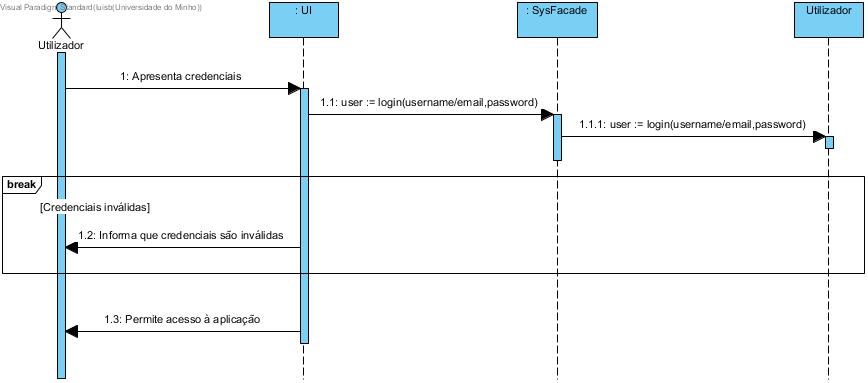 Visual Paradigm Standard(luisb(Universidade do Minho))
: UI
: SysFacade
Utilizador
Utilizador
1: Apresenta credenciais
1.1: user := login(username/email,password)
1.1.1: user := login(username/email,password)
break
[Credenciais inválidas]
1.2: Informa que credenciais são inválidas
1.3: Permite acesso à aplicação